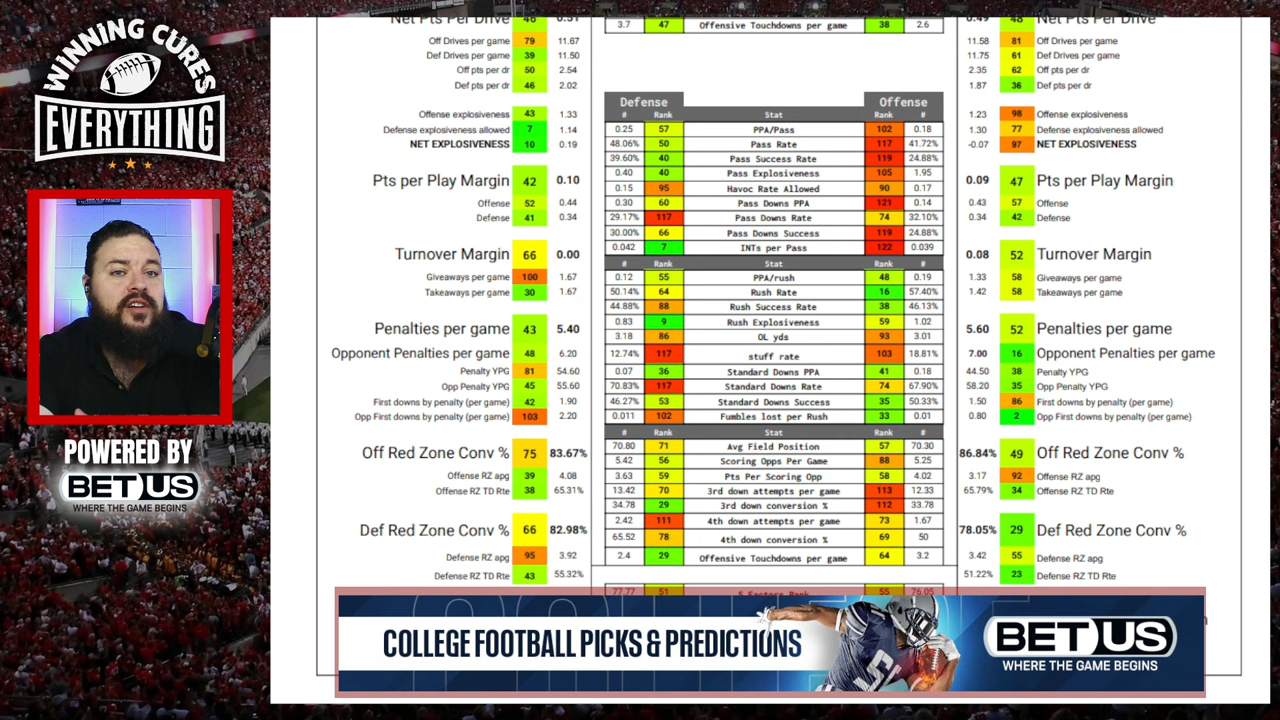 WINNING CURES
EVERYTHING
POWERED BY
BETUS
WHERE THE GAME BEGINS
Net Pts Per Drive 46 0.51
Off Drives per game 79 11.67
Def Drives per game 39 11.50
Off pts per dr 50 2.54
Def pts per dr 46 2.02
Offense explosiveness 43 1.33
Defense explosiveness allowed 7 1.14
NET EXPLOSIVENESS 10 0.19
Pts per Play Margin 42 0.10
Offense 52 0.44
Defense 41 0.34
Turnover Margin 66 0.00
Giveaways per game 100 1.67
Takeaways per game 30 1.67
Penalties per game 43 5.40
Opponent Penalties per game 48 6.20
Penalty YPG 81 54.60
Opp Penalty YPG 45 55.60
First downs by penalty (per game) 42 1.90
Opp First downs by penalty (per game) 103 2.20
Off Red Zone Conv % 75 83.67%
Offense RZ apg 39 4.08
Offense RZ TD Rte 38 65.31%
Def Red Zone Conv % 66 82.98%
Defense RZ apg 95 3.92
Defense RZ TD Rte 43 55.32%
3.7 47 Offensive Touchdowns per game 38 2.6
Defense Offense
# Rank Stat Rank #
0.25 57 PPA/Pass 102 0.18
48.06% 50 Pass Rate 117 41.72%
39.60% 40 Pass Success Rate 119 24.88%
0.40 40 Pass Explosiveness 105 1.95
0.15 95 Havoc Rate Allowed 90 0.17
0.30 60 Pass Downs PPA 121 0.14
29.17% 117 Pass Downs Rate 74 32.10%
30.00% 66 Pass Downs Success 119 24.88%
0.042 7 INTs per Pass 122 0.039
# Rank Stat Rank #
0.12 55 PPA/rush 48 0.19
50.14% 64 Rush Rate 16 57.40%
44.88% 88 Rush Success Rate 38 46.13%
0.83 9 Rush Explosiveness 59 1.02
3.18 86 OL yds 93 3.01
12.74% 117 stuff rate 103 18.81%
0.07 36 Standard Downs PPA 41 0.18
70.83% 117 Standard Downs Rate 74 67.90%
46.27% 53 Standard Downs Success 35 50.33%
0.011 102 Fumbles lost per Rush 33 0.01
# Rank Stat Rank #
70.80 71 Avg Field Position 57 70.30
5.42 56 Scoring Opps Per Game 88 5.25
3.63 59 Pts Per Scoring Opp 58 4.02
13.42 70 3rd down attempts per game 113 12.33
34.78 29 3rd down conversion % 112 33.78
2.42 111 4th down attempts per game 73 1.67
65.52 78 4th down conversion % 69 50
2.4 29 Offensive Touchdowns per game 64 3.2
77.77 51 5 Factors Rank 55 76.05
0.49 48 Net Pts Per Drive
11.58 81 Off Drives per game
11.75 61 Def Drives per game
2.35 62 Off pts per dr
1.87 36 Def pts per dr
1.23 98 Offense explosiveness
1.30 77 Defense explosiveness allowed
-0.07 97 NET EXPLOSIVENESS
0.09 47 Pts per Play Margin
0.43 57 Offense
0.34 42 Defense
0.08 52 Turnover Margin
1.33 58 Giveaways per game
1.42 58 Takeaways per game
5.60 52 Penalties per game
7.00 16 Opponent Penalties per game
44.50 38 Penalty YPG
58.20 35 Opp Penalty YPG
1.50 86 First downs by penalty (per game)
0.80 2 Opp First downs by penalty (per game)
86.84% 49 Off Red Zone Conv %
3.17 92 Offense RZ apg
65.79% 34 Offense RZ TD Rte
78.05% 29 Def Red Zone Conv %
3.42 55 Defense RZ apg
51.22% 23 Defense RZ TD Rte
COLLEGE FOOTBALL PICKS & PREDICTIONS
BETUS
WHERE THE GAME BEGINS